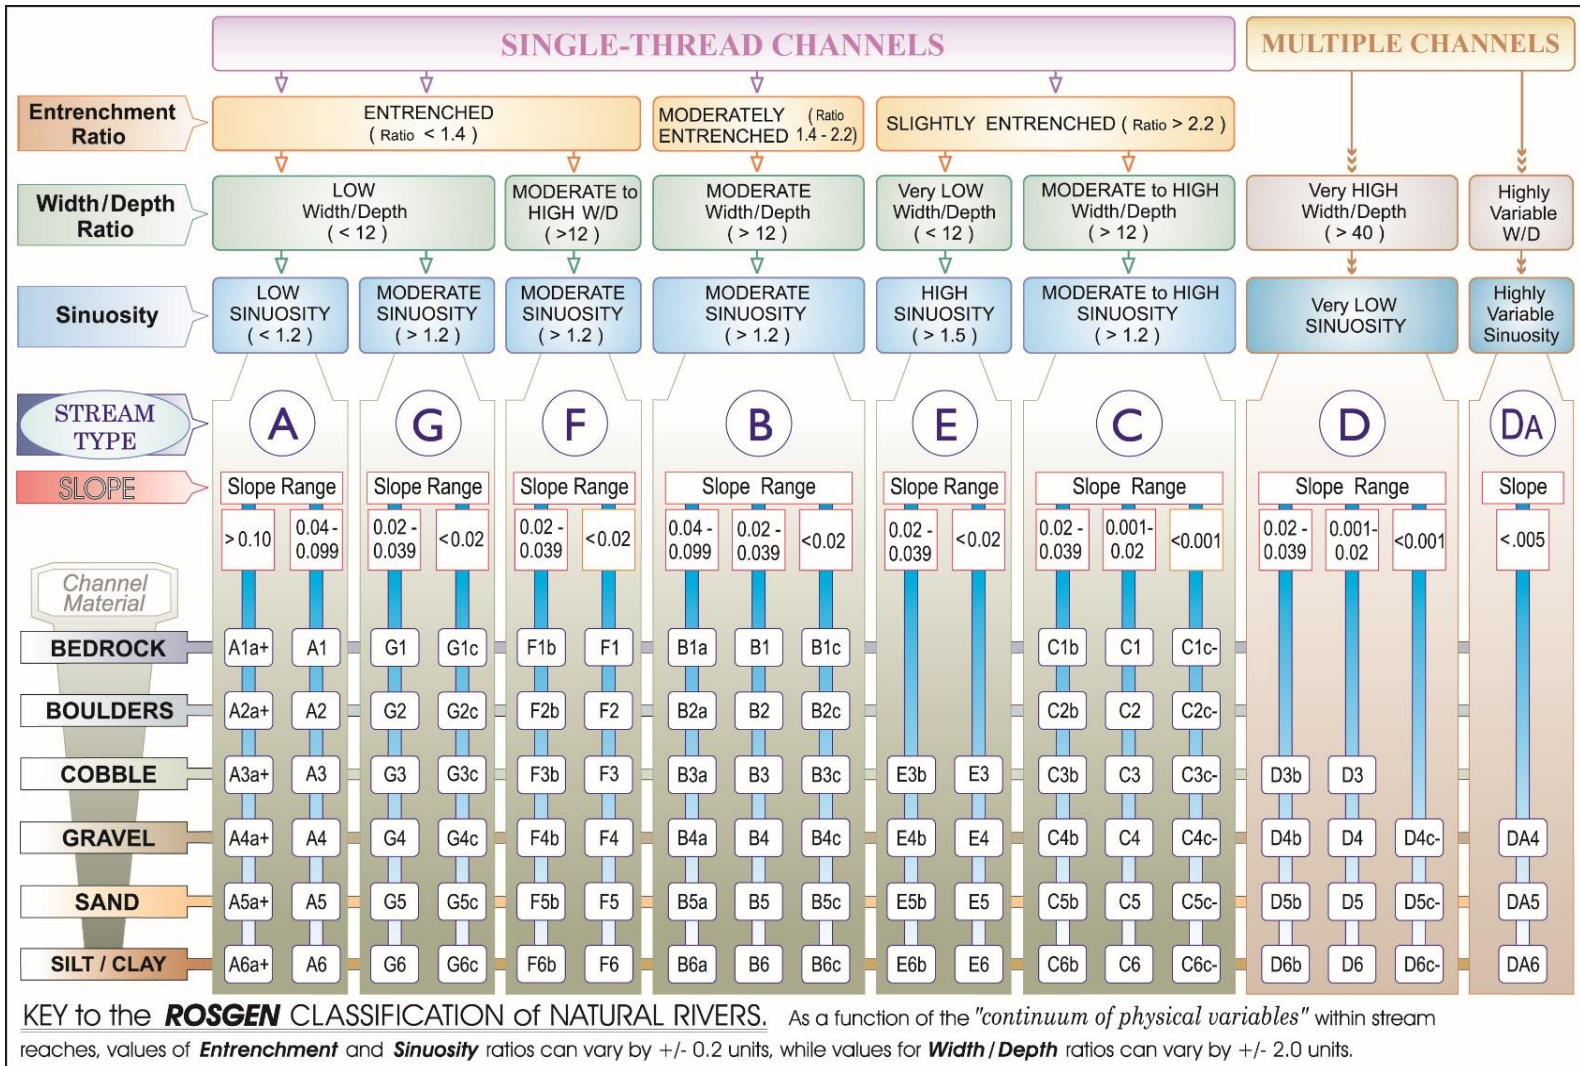 SINGLE-THREAD CHANNELS
MULTIPLE CHANNELS
Entrenchment
Ratio
ENTRENCHED
( Ratio < 1.4 )
MODERATELY ( Ratio
ENTRENCHED 1.4 - 2.2)
SLIGHTLY ENTRENCHED ( Ratio > 2.2 )
Width/Depth
Ratio
LOW
Width/Depth
( < 12 )
MODERATE to
HIGH W/D
( >12 )
MODERATE
Width/Depth
( > 12 )
Very LOW
Width/Depth
( < 12 )
MODERATE to HIGH
Width/Depth
( > 12 )
Very HIGH
Width/Depth
( > 40 )
Highly
Variable
W/D
Sinuosity
LOW
SINUOSITY
( < 1.2 )
MODERATE
SINUOSITY
( > 1.2 )
MODERATE
SINUOSITY
( > 1.2 )
MODERATE
SINUOSITY
( > 1.2 )
HIGH
SINUOSITY
( > 1.5 )
MODERATE to HIGH
SINUOSITY
( > 1.2 )
Very LOW
SINUOSITY
Highly
Variable
Sinuosity
STREAM
TYPE
A G F B E C D DA
SLOPE
Slope Range Slope Range Slope Range Slope Range Slope Range Slope Range Slope Range Slope
> 0.10
0.04 -
0.099
0.02 -
0.039
<0.02
0.02 -
0.039
<0.02
0.04 -
0.099
0.02 -
0.039
<0.02
0.02 -
0.039
<0.02
0.02 -
0.039
0.001-
0.02
<0.001
0.02 -
0.039
0.001-
0.02
<0.001
<.005
Channel
Material
BEDROCK A1a+ A1 G1 G1c F1b F1 B1a B1 B1c C1b C1 C1c-
BOULDERS A2a+ A2 G2 G2c F2b F2 B2a B2 B2c C2b C2 C2c-
COBBLE A3a+ A3 G3 G3c F3b F3 B3a B3 B3c E3b E3 C3b C3 C3c- D3b D3
GRAVEL A4a+ A4 G4 G4c F4b F4 B4a B4 B4c E4b E4 C4b C4 C4c- D4b D4 D4c- DA4
SAND A5a+ A5 G5 G5c F5b F5 B5a B5 B5c E5b E5 C5b C5 C5c- D5b D5 D5c- DA5
SILT / CLAY A6a+ A6 G6 G6c F6b F6 B6a B6 B6c E6b E6 C6b C6 C6c- D6b D6 D6c- DA6
KEY to the ROSGEN CLASSIFICATION of NATURAL RIVERS. As a function of the "continuum of physical variables" within stream
reaches, values of Entrenchment and Sinuosity ratios can vary by +/- 0.2 units, while values for Width / Depth ratios can vary by +/- 2.0 units.